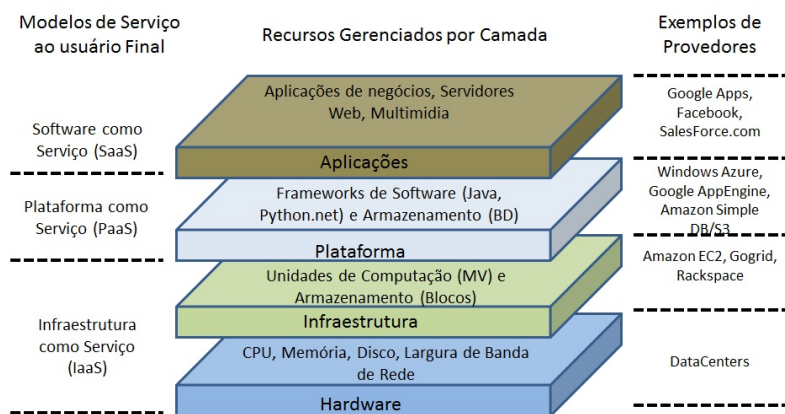 Modelos de Serviço
ao usuário Final
Recursos Gerenciados por Camada
Exemplos de
Provedores
Software como
Serviço (SaaS)
Aplicações de negócios, Servidores
Web, Multimidia
Aplicações
Google Apps,
Facebook,
SalesForce.com
Plataforma como
Serviço (PaaS)
Frameworks de Software (Java,
Python.net) e Armazenamento (BD)
Plataforma
Windows Azure,
Google AppEngine,
Amazon Simple
DB/S3
Infraestrutura
como Serviço
(IaaS)
Unidades de Computação (MV) e
Armazenamento (Blocos)
Infraestrutura
Amazon EC2, Gogrid,
Rackspace
CPU, Memória, Disco, Largura de Banda
de Rede
Hardware
DataCenters